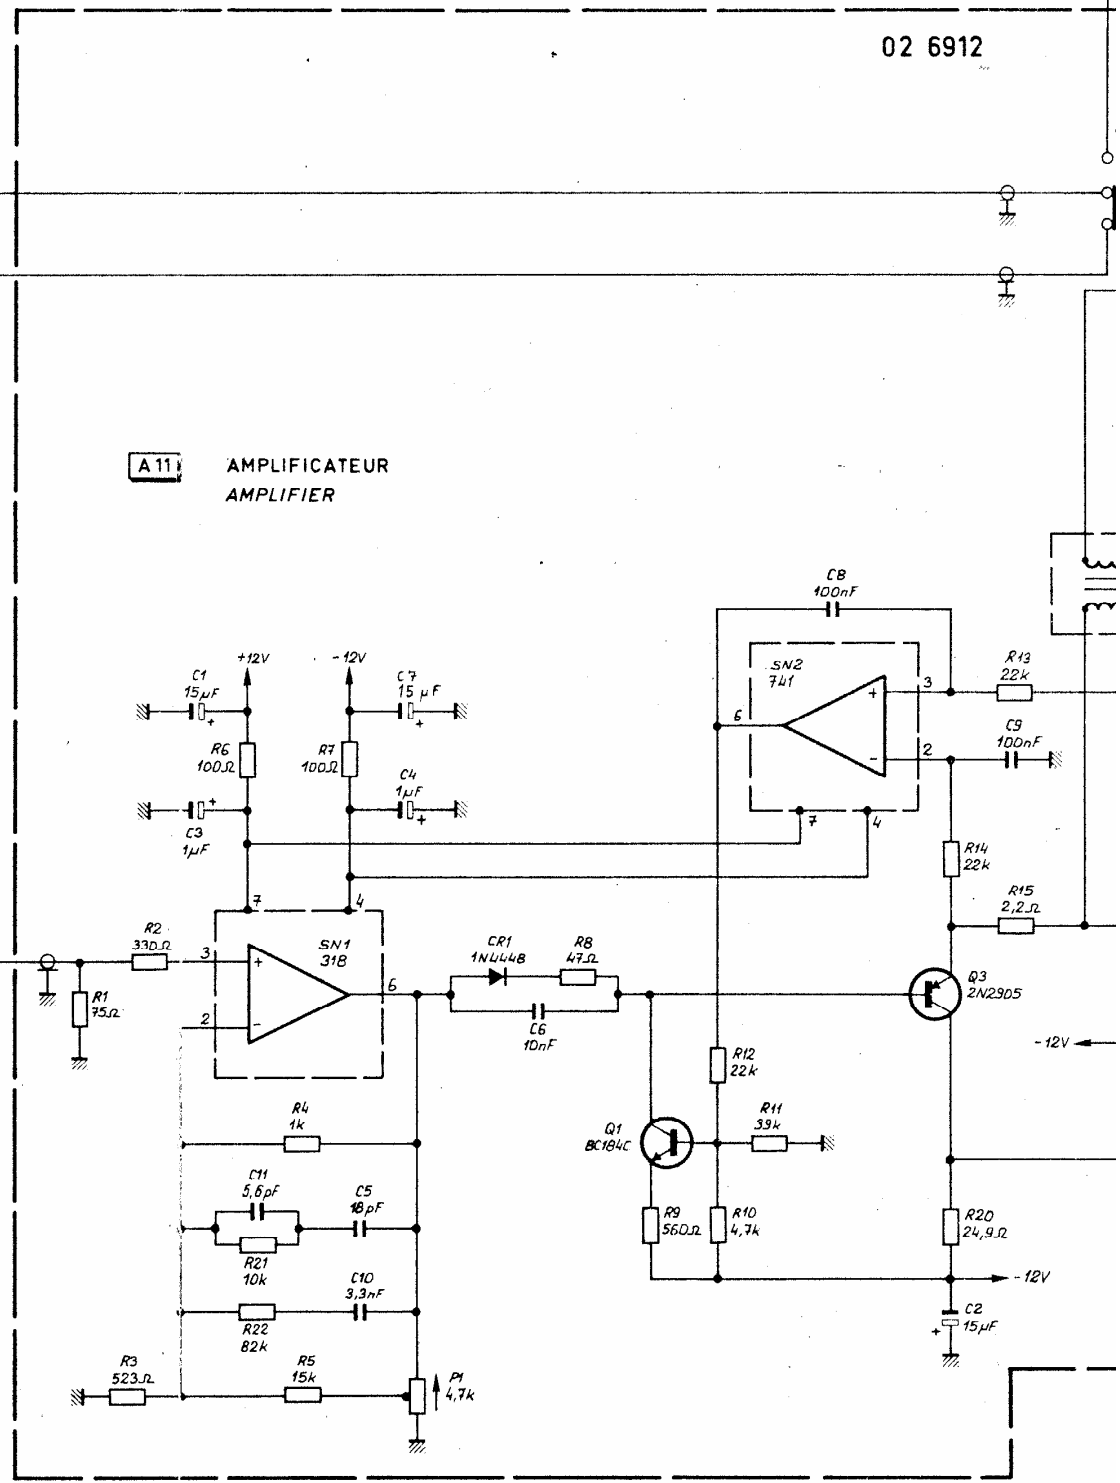 02 6912
A 11
AMPLIFICATEUR
AMPLIFIER
C8
100nF
+12V
-12V
C1
15µF
+
C7
15 µF
+
SN2
741
R13
22k
3
+
6
-
2
C9
100nF
R6
100Ω
R7
100Ω
C4
1µF
+
+
C3
1µF
7
4
R14
22k
R15
2,2Ω
7
4
R2
330Ω
3
+
SN1
318
6
2
-
R1
75Ω
CR1
1N4448
R8
47Ω
C6
10nF
Q3
2N2905
-12V
R12
22k
R4
1k
Q1
BC184C
R11
39k
C11
5,6pF
C5
18pF
R21
10k
R9
560Ω
R10
4,7k
R20
24,9Ω
-12V
C10
3,3nF
R22
82k
C2
15µF
+
R3
523Ω
R5
15k
P1
4,7k